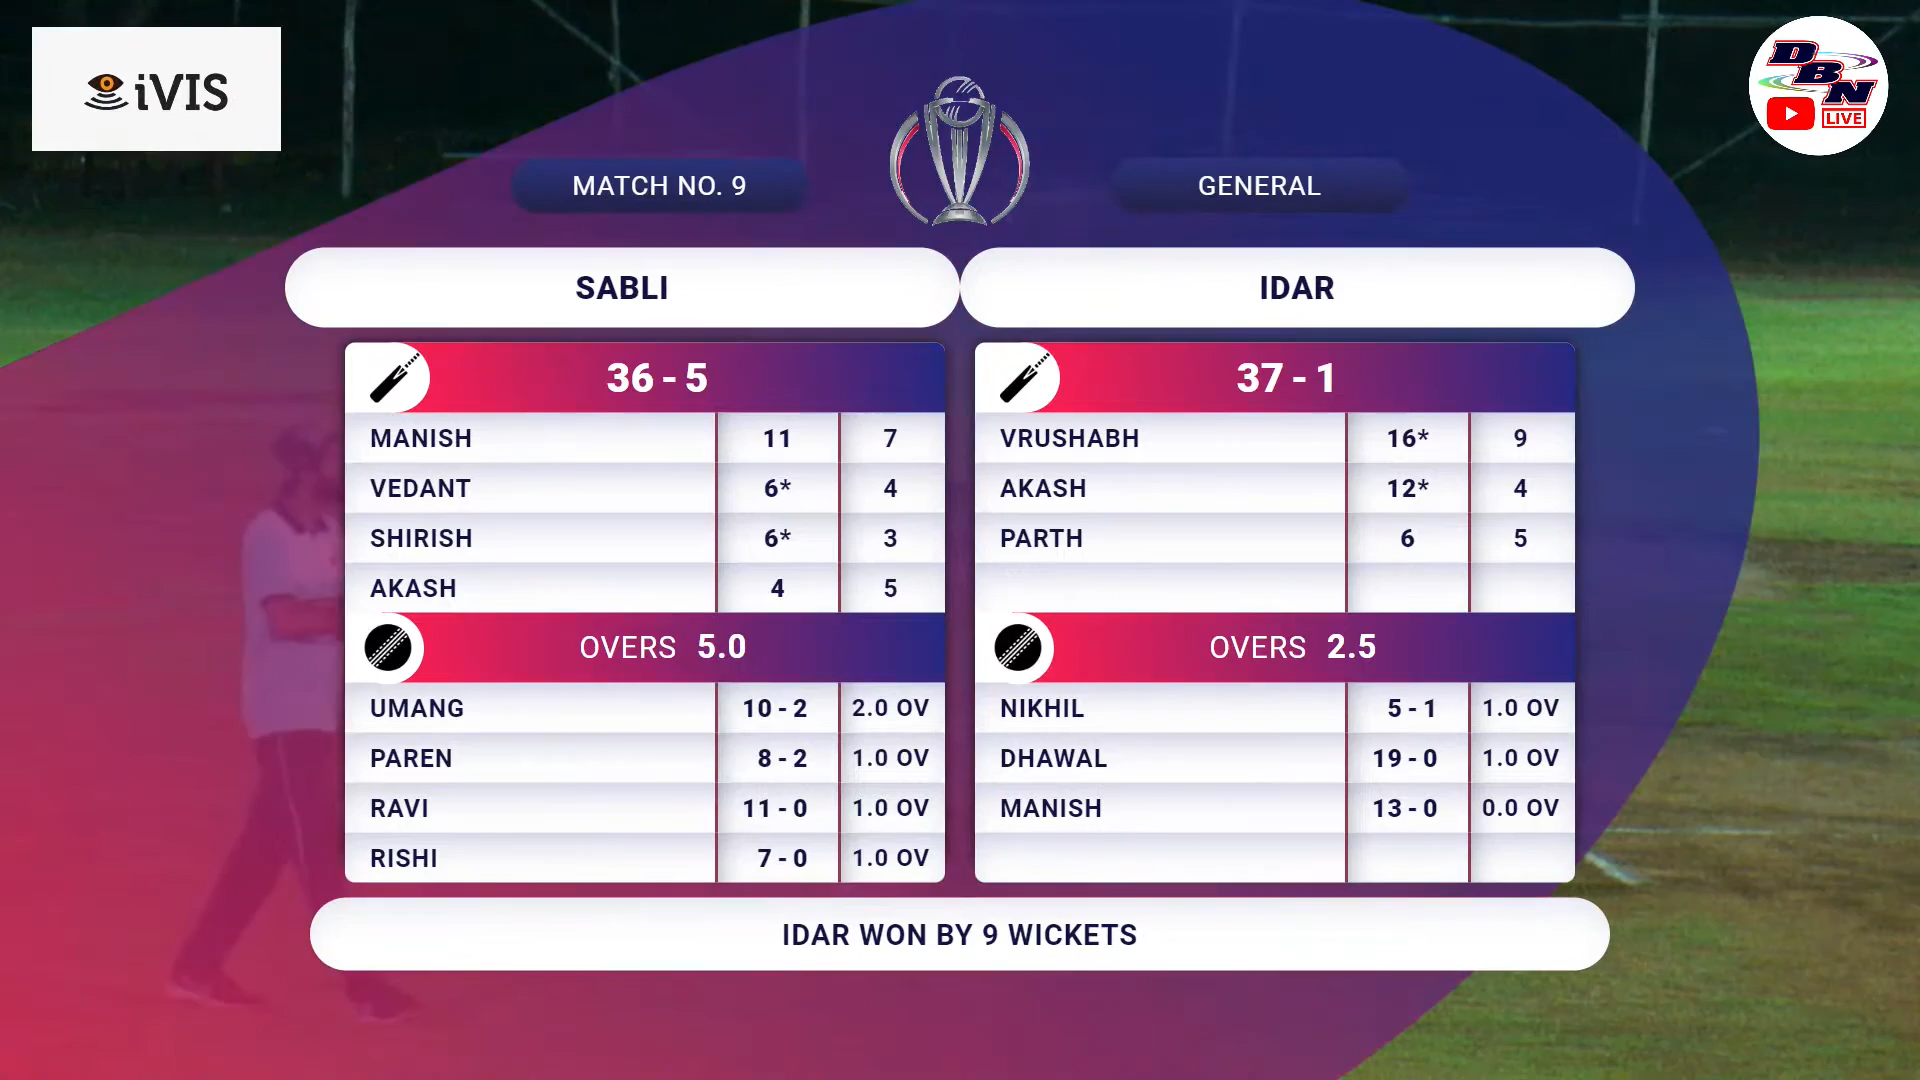 iVIS
DBN
LIVE
MATCH NO. 9
GENERAL
SABLI
IDAR
36 - 5
MANISH 11 7
VEDANT 6* 4
SHIRISH 6* 3
AKASH 4 5
OVERS 5.0
UMANG 10 - 2 2.0 OV
PAREN 8 - 2 1.0 OV
RAVI 11 - 0 1.0 OV
RISHI 7 - 0 1.0 OV
37 - 1
VRUSHABH 16* 9
AKASH 12* 4
PARTH 6 5
OVERS 2.5
NIKHIL 5 - 1 1.0 OV
DHAWAL 19 - 0 1.0 OV
MANISH 13 - 0 0.0 OV
IDAR WON BY 9 WICKETS